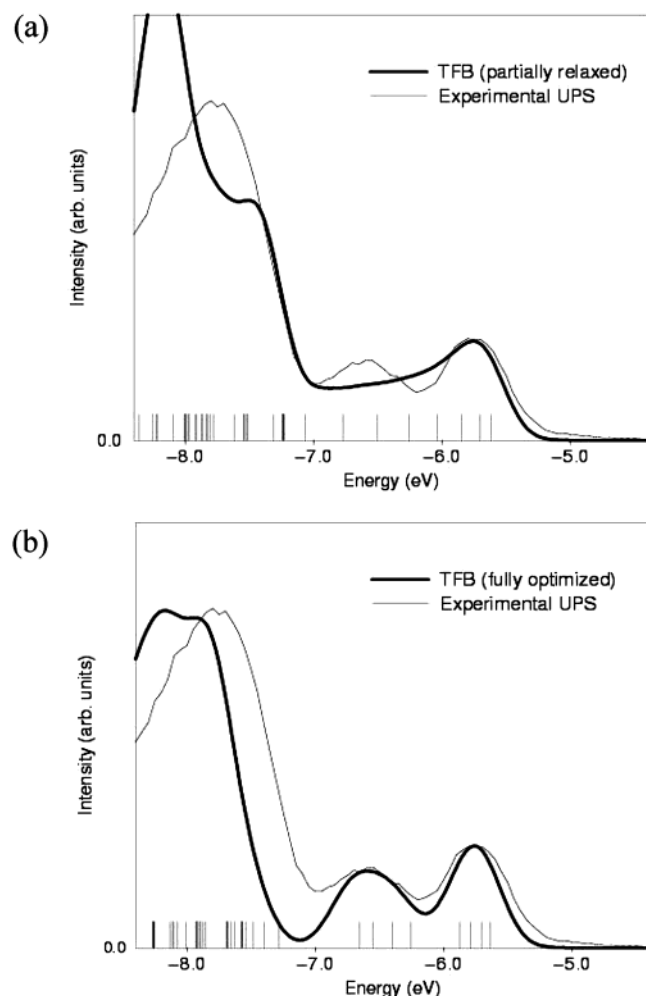 (a)
TFB (partially relaxed)
Experimental UPS
Intensity (arb. units)
0.0
−8.0 −7.0 −6.0 −5.0
Energy (eV)
(b)
TFB (fully optimized)
Experimental UPS
Intensity (arb. units)
0.0
−8.0 −7.0 −6.0 −5.0
Energy (eV)